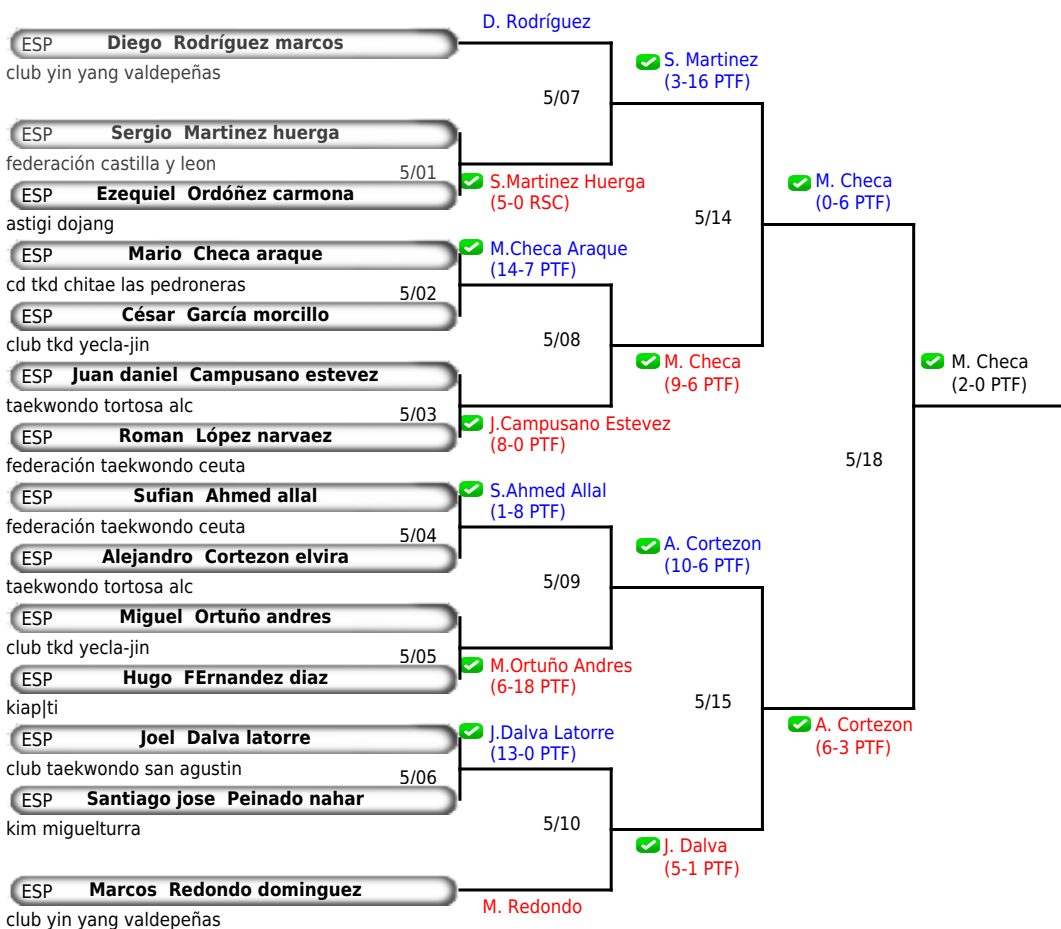 D. Rodríguez
ESP Diego Rodríguez marcos
club yin yang valdepeñas
S. Martinez
(3-16 PTF)
5/07
ESP Sergio Martinez huerga
federación castilla y leon
5/01
S.Martinez Huerga
(5-0 RSC)
ESP Ezequiel Ordóñez carmona
astigi dojang
M. Checa
(0-6 PTF)
5/14
ESP Mario Checa araque
cd tkd chitae las pedroneras
M.Checa Araque
(14-7 PTF)
5/02
ESP César García morcillo
club tkd yecla-jin
5/08
M. Checa
(9-6 PTF)
M. Checa
(2-0 PTF)
ESP Juan daniel Campusano estevez
taekwondo tortosa alc
5/03
J.Campusano Estevez
(8-0 PTF)
ESP Roman López narvaez
federación taekwondo ceuta
5/18
ESP Sufian Ahmed allal
federación taekwondo ceuta
S.Ahmed Allal
(1-8 PTF)
5/04
ESP Alejandro Cortezon elvira
taekwondo tortosa alc
A. Cortezon
(10-6 PTF)
5/09
ESP Miguel Ortuño andres
club tkd yecla-jin
5/05
M.Ortuño Andres
(6-18 PTF)
ESP Hugo FErnandez diaz
kiap|ti
5/15
A. Cortezon
(6-3 PTF)
ESP Joel Dalva latorre
club taekwondo san agustin
J.Dalva Latorre
(13-0 PTF)
5/06
ESP Santiago jose Peinado nahar
kim miguelturra
5/10
J. Dalva
(5-1 PTF)
ESP Marcos Redondo dominguez
club yin yang valdepeñas
M. Redondo